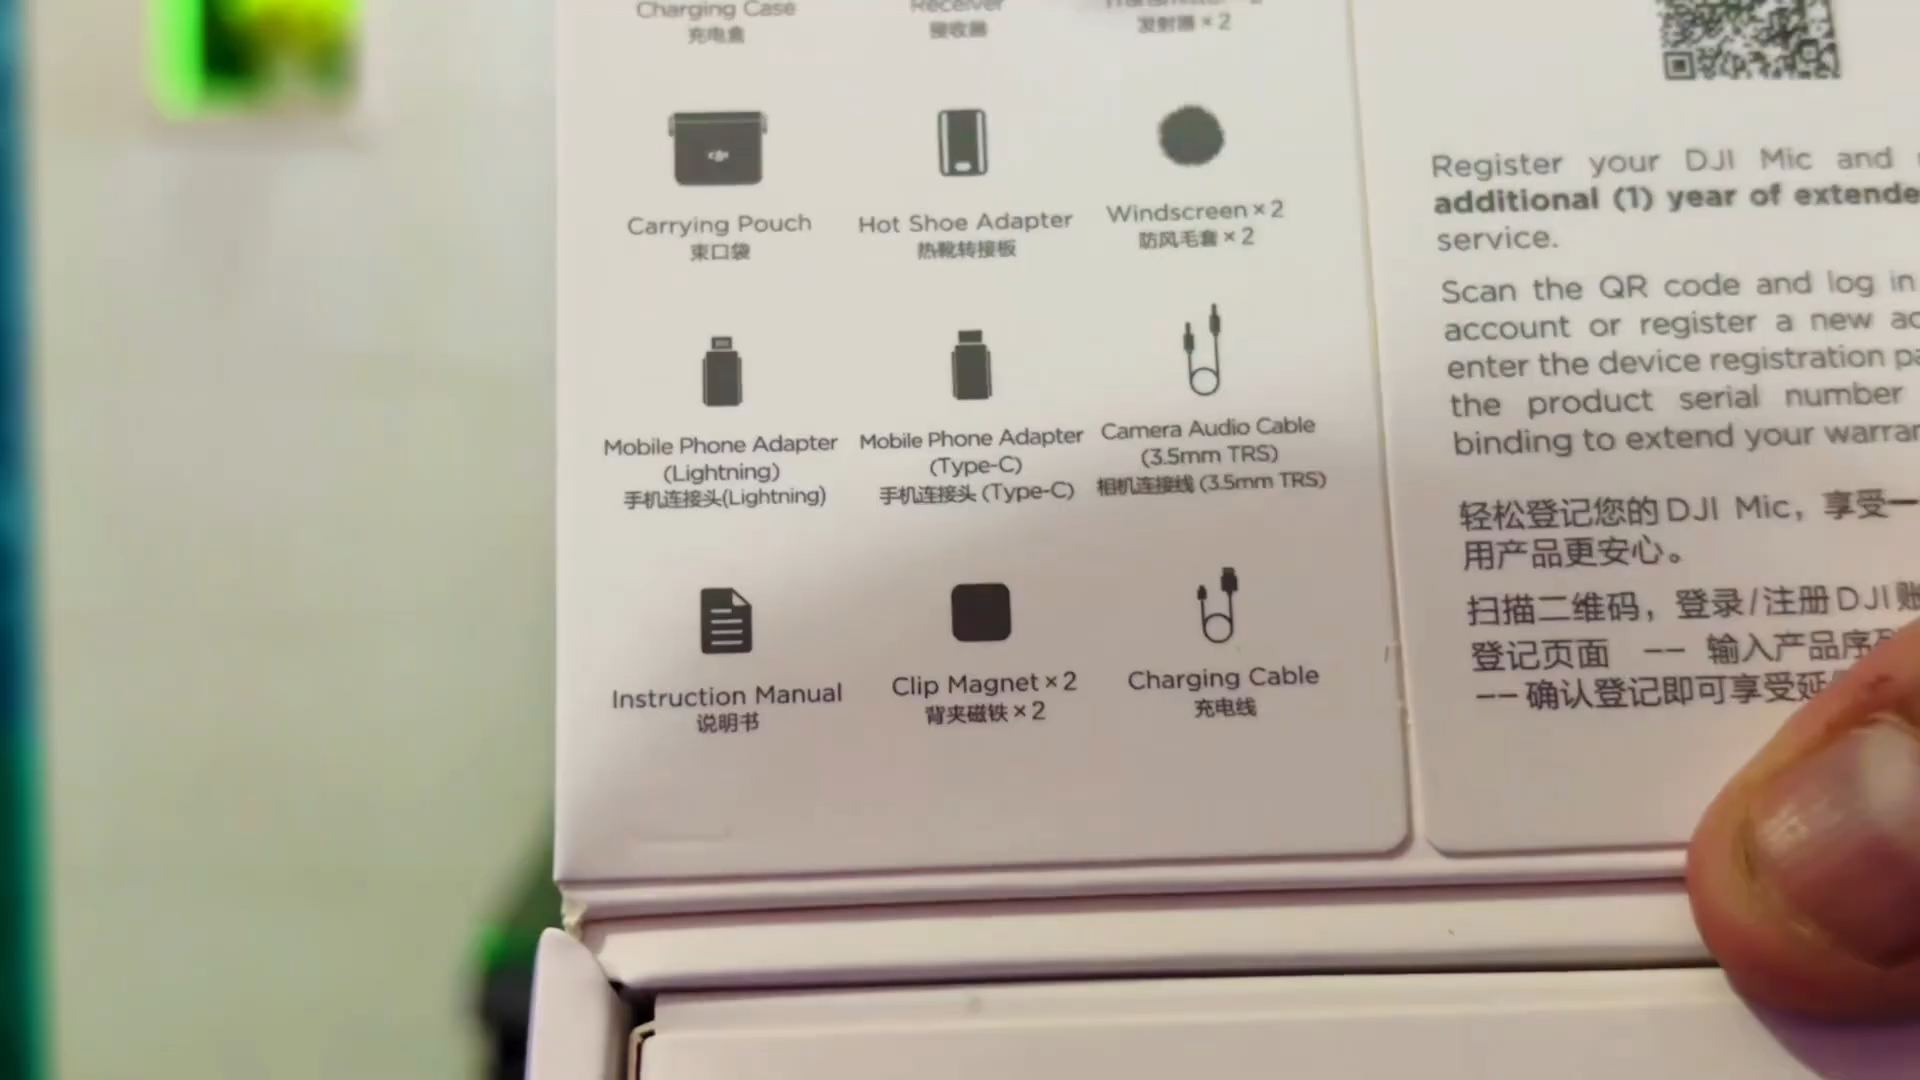 Charging Case
充电盒
Receiver
接收器
发射器 × 2
Carrying Pouch
束口袋
Hot Shoe Adapter
热靴转接板
Windscreen × 2
防风毛套 × 2
Mobile Phone Adapter
(Lightning)
手机连接头(Lightning)
Mobile Phone Adapter
(Type-C)
手机连接头 (Type-C)
Camera Audio Cable
(3.5mm TRS)
相机连接线 (3.5mm TRS)
Instruction Manual
说明书
Clip Magnet × 2
背夹磁铁 × 2
Charging Cable
充电线
Register your DJI Mic and
additional (1) year of extende
service.
Scan the QR code and log in
account or register a new
enter the device registration
the product serial number
binding to extend your
轻松登记您的 DJI Mic，享受一
用产品更安心。
扫描二维码，登录/注册 DJI 账
登记页面 -- 输入产品序列
-- 确认登记即可享受延